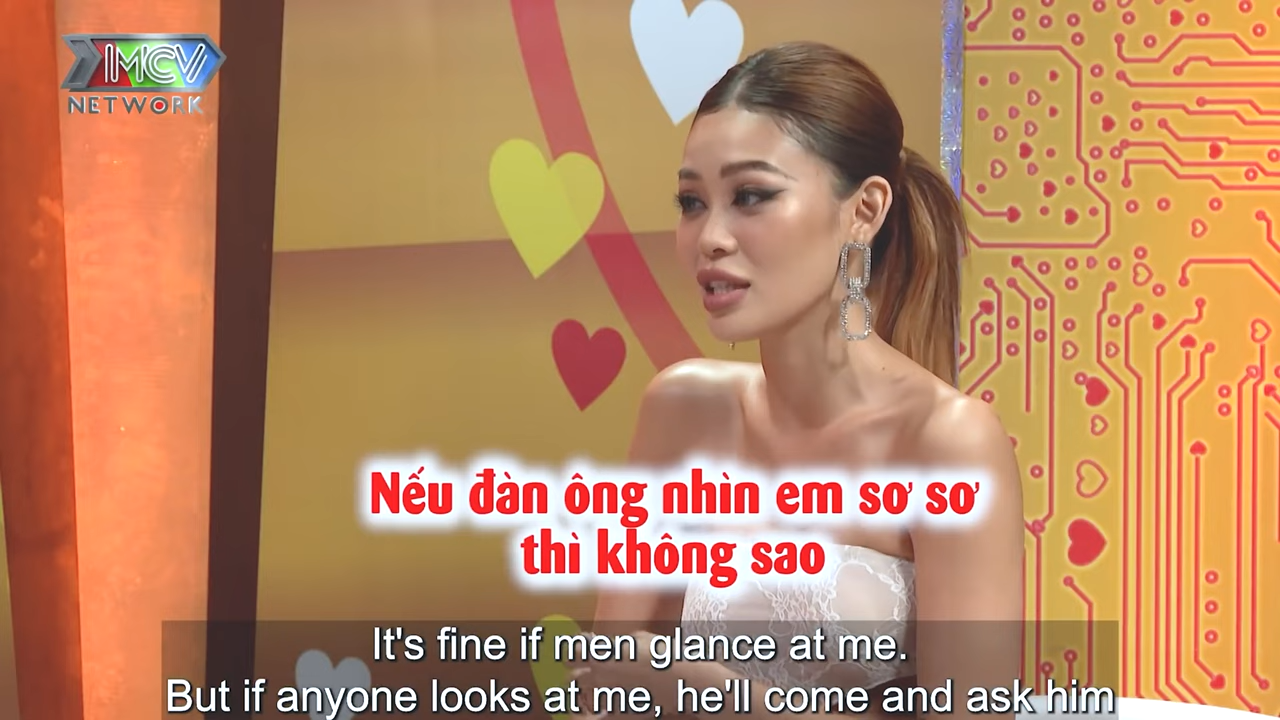 MCV
NETWORK
Nếu đàn ông nhìn em sơ sơ
thì không sao
It's fine if men glance at me.
But if anyone looks at me, he'll come and ask him